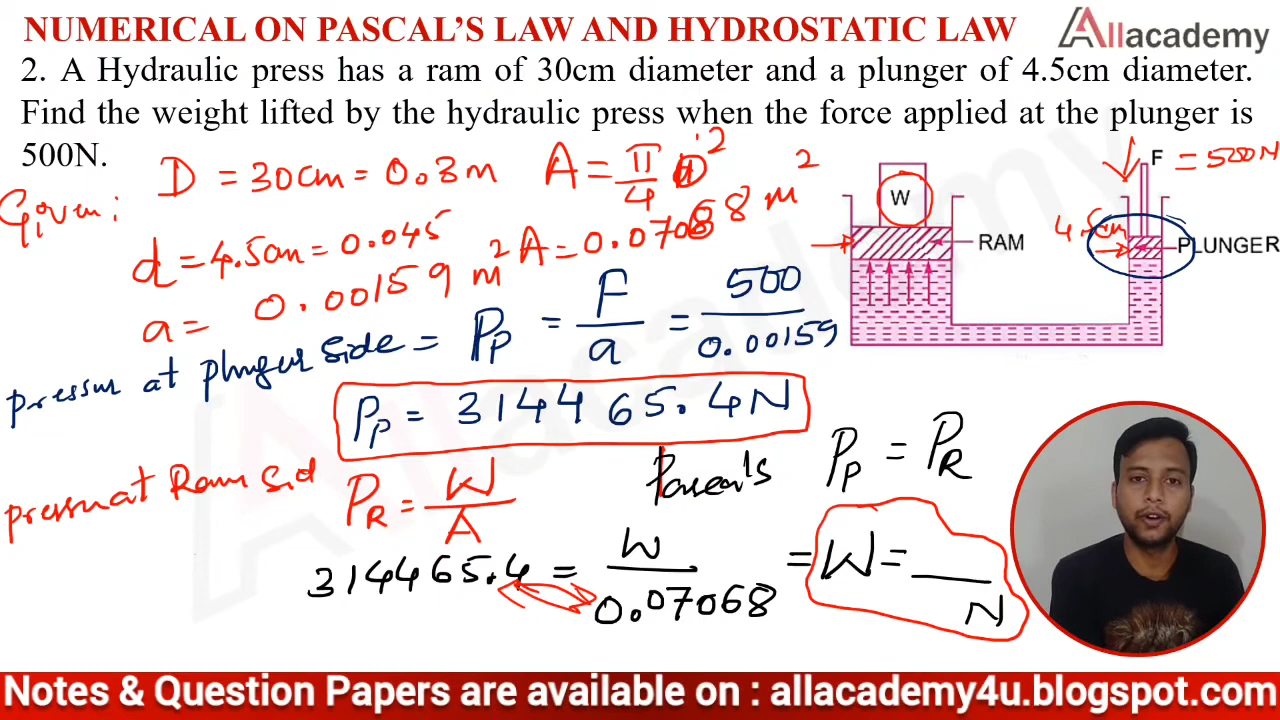 NUMERICAL ON PASCAL'S LAW AND HYDROSTATIC LAW
Allacademy
2. A Hydraulic press has a ram of 30cm diameter and a plunger of 4.5cm diameter.
Find the weight lifted by the hydraulic press when the force applied at the plunger is
500N.
Given:
D = 30cm = 0.3m
A = π/4 D²
d = 4.5cm = 0.045
A = 0.07068 m²
a = 0.00159 m²
F = 500N
W
4.5cm
RAM
PLUNGER
pressur at plunger side = Pp = F/a = 500/0.00159
Pp = 314465.4N
pressur at Ram Sid PR = W/A
Pascal's Pp = PR
314465.4 = W/0.07068 = W = __ N
Notes & Question Papers are available on : allacademy4u.blogspot.com